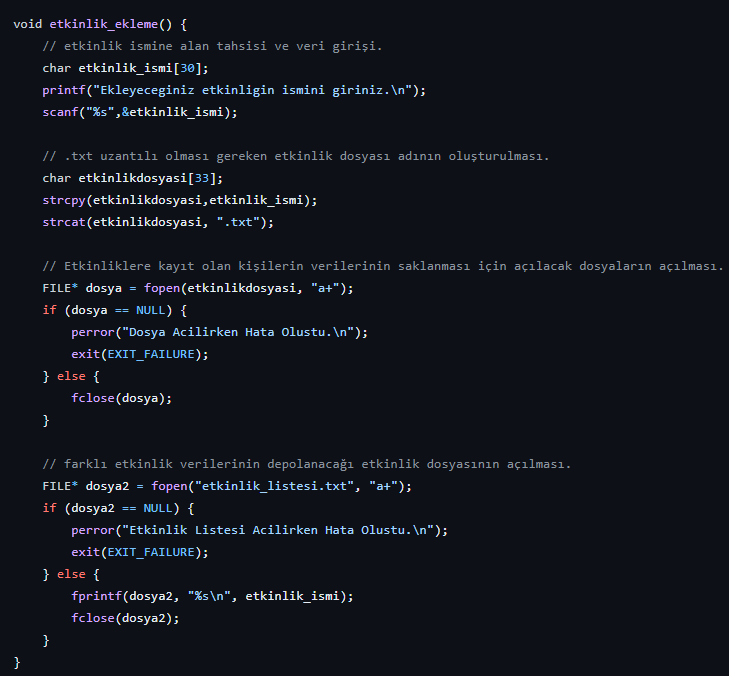 void etkinlik_ekleme() {
    // etkinlik ismine alan tahsisi ve veri girişi.
    char etkinlik_ismi[30];
    printf("Ekleyeceginiz etkinligin ismini giriniz.\n");
    scanf("%s",&etkinlik_ismi);

    // .txt uzantılı olması gereken etkinlik dosyası adının oluşturulması.
    char etkinlikdosyasi[33];
    strcpy(etkinlikdosyasi,etkinlik_ismi);
    strcat(etkinlikdosyasi, ".txt");

    // Etkinliklere kayıt olan kişilerin verilerinin saklanması için açılacak dosyaların açılması.
    FILE* dosya = fopen(etkinlikdosyasi, "a+");
    if (dosya == NULL) {
        perror("Dosya Acilirken Hata Olustu.\n");
        exit(EXIT_FAILURE);
    } else {
        fclose(dosya);
    }

    // farklı etkinlik verilerinin depolanacağı etkinlik dosyasının açılması.
    FILE* dosya2 = fopen("etkinlik_listesi.txt", "a+");
    if (dosya2 == NULL) {
        perror("Etkinlik Listesi Acilirken Hata Olustu.\n");
        exit(EXIT_FAILURE);
    } else {
        fprintf(dosya2, "%s\n", etkinlik_ismi);
        fclose(dosya2);
    }
}